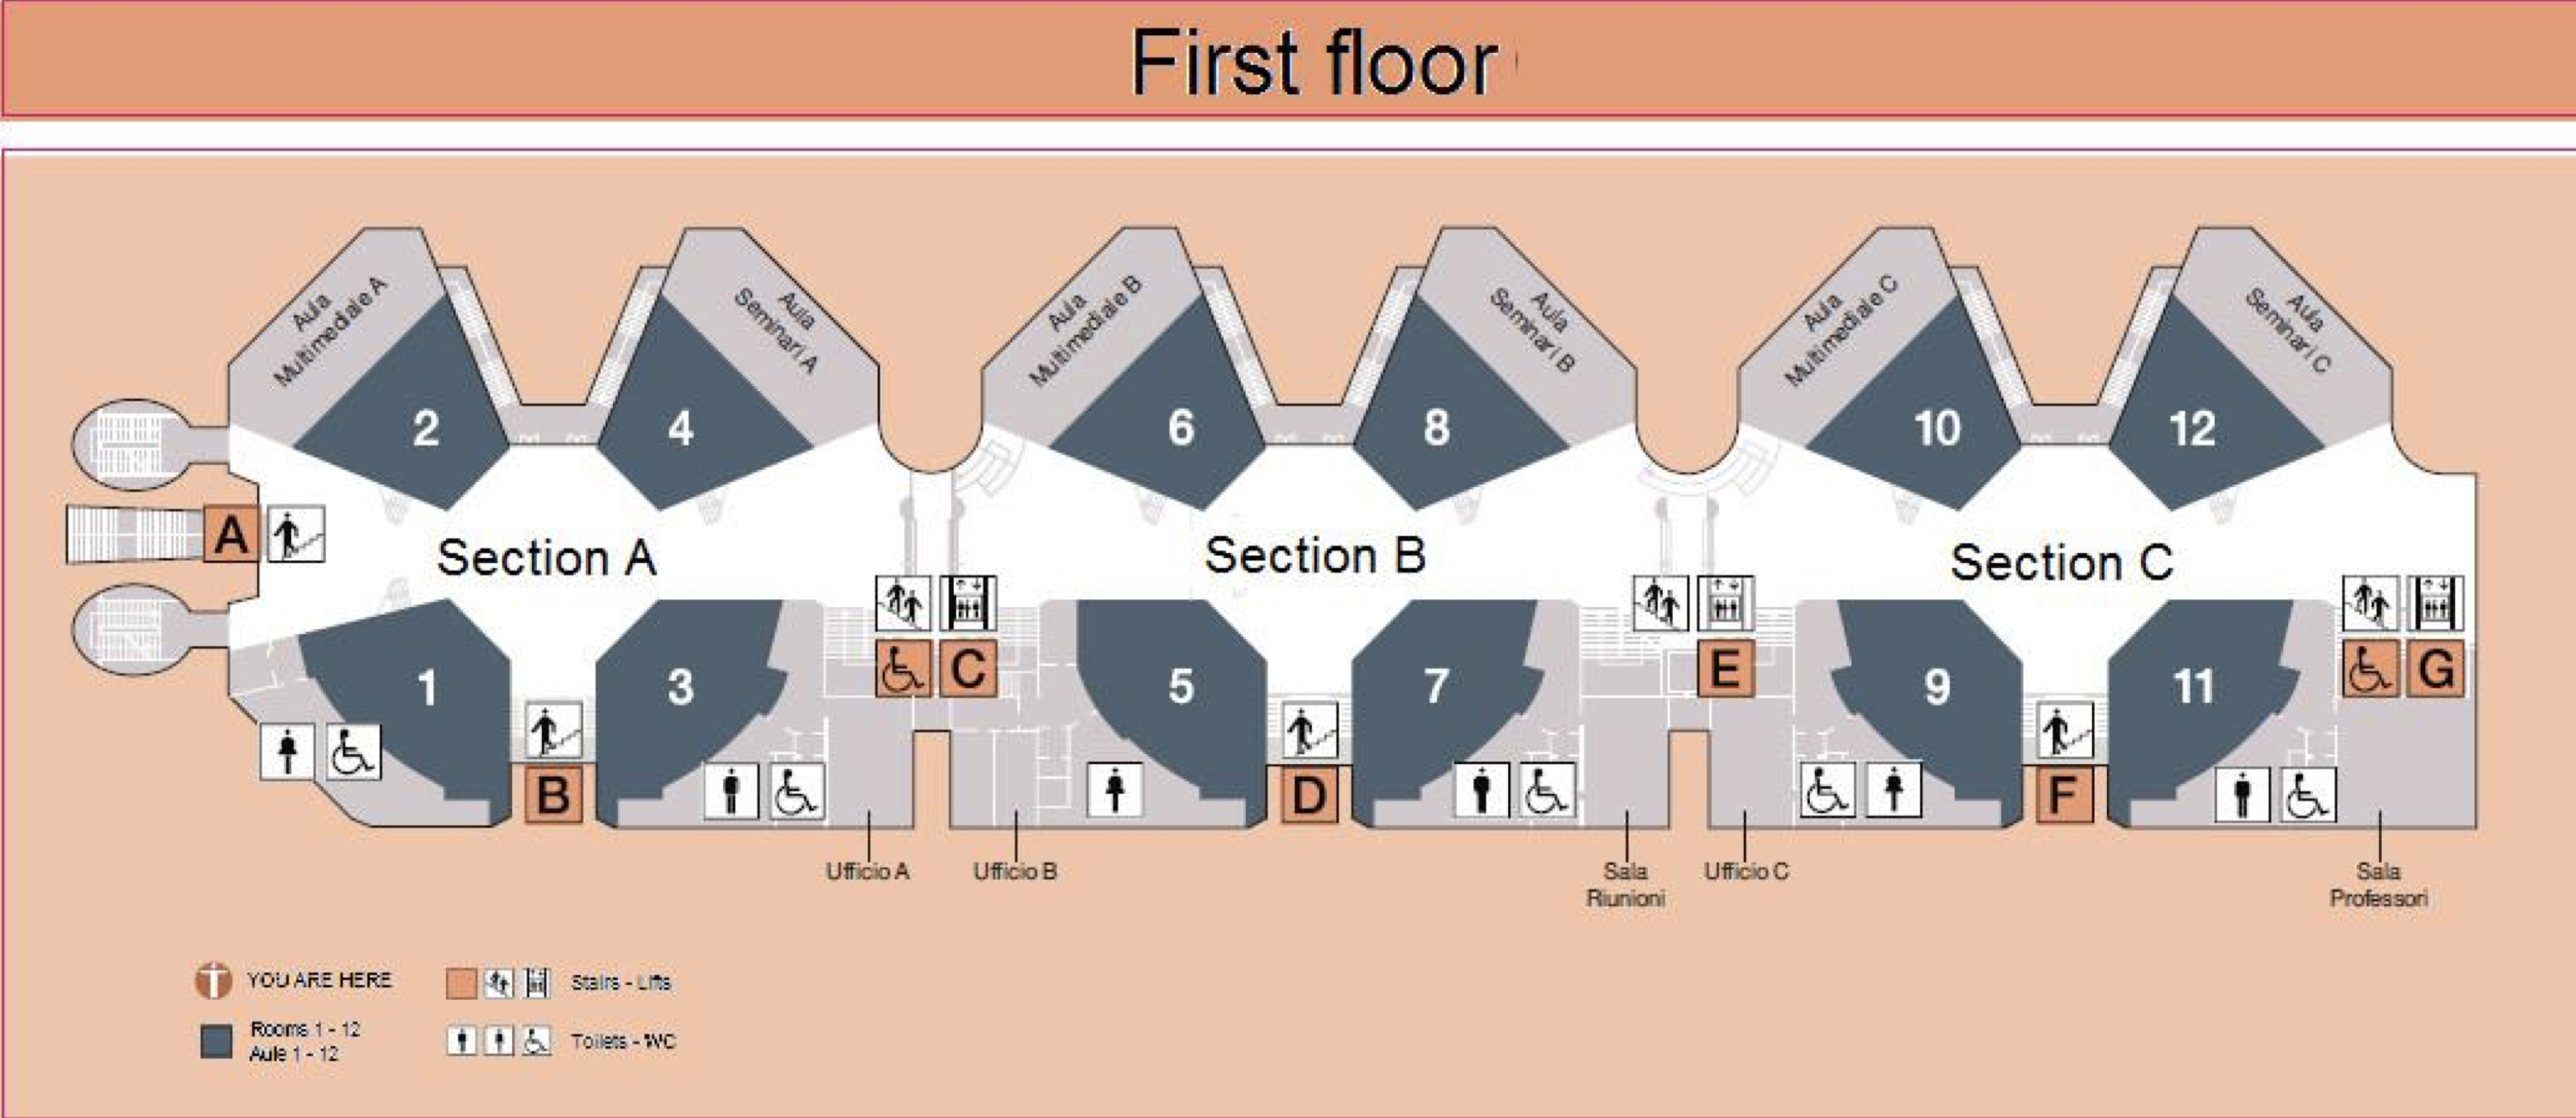 First floor
Aula
Multimediale A
Aula
Seminari A
Aula
Multimediale B
Aula
Seminari B
Aula
Multimediale C
Aula
Seminari C
2
4
6
8
10
12
A
Section A
Section B
Section C
C
E
G
1
3
5
7
9
11
B
D
F
Ufficio A
Ufficio B
Sala
Riunioni
Ufficio C
Sala
Professori
YOU ARE HERE
Stairs - Lifts
Rooms 1 - 12
Aule 1 - 12
Toilets - WC